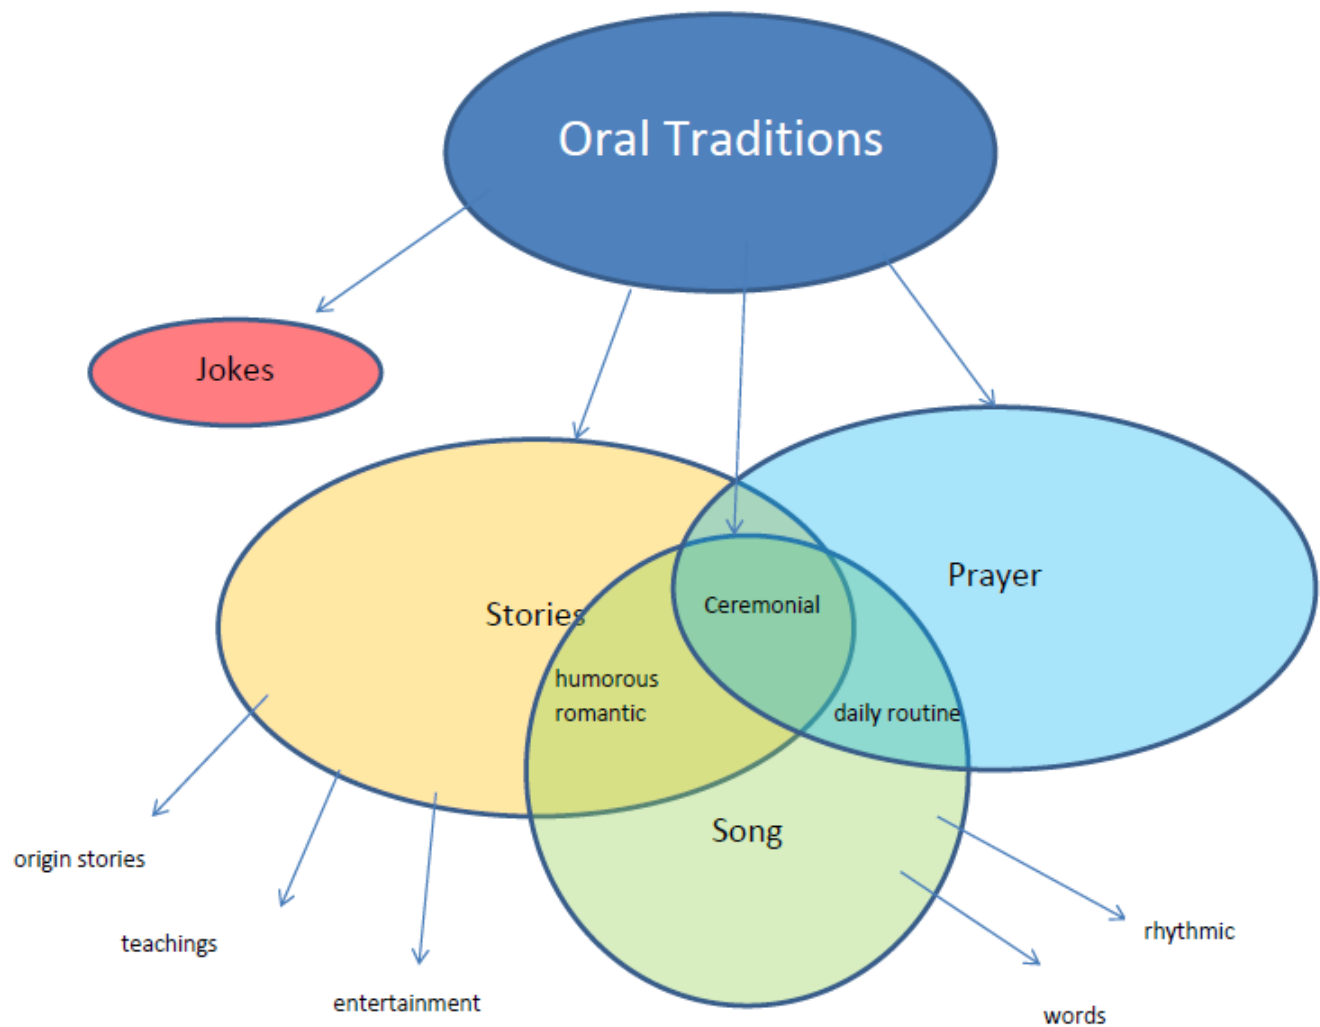 Oral Traditions
Jokes
Prayer
Ceremonial
Stories
humorous
romantic
daily routine
Song
origin stories
teachings
entertainment
rhythmic
words